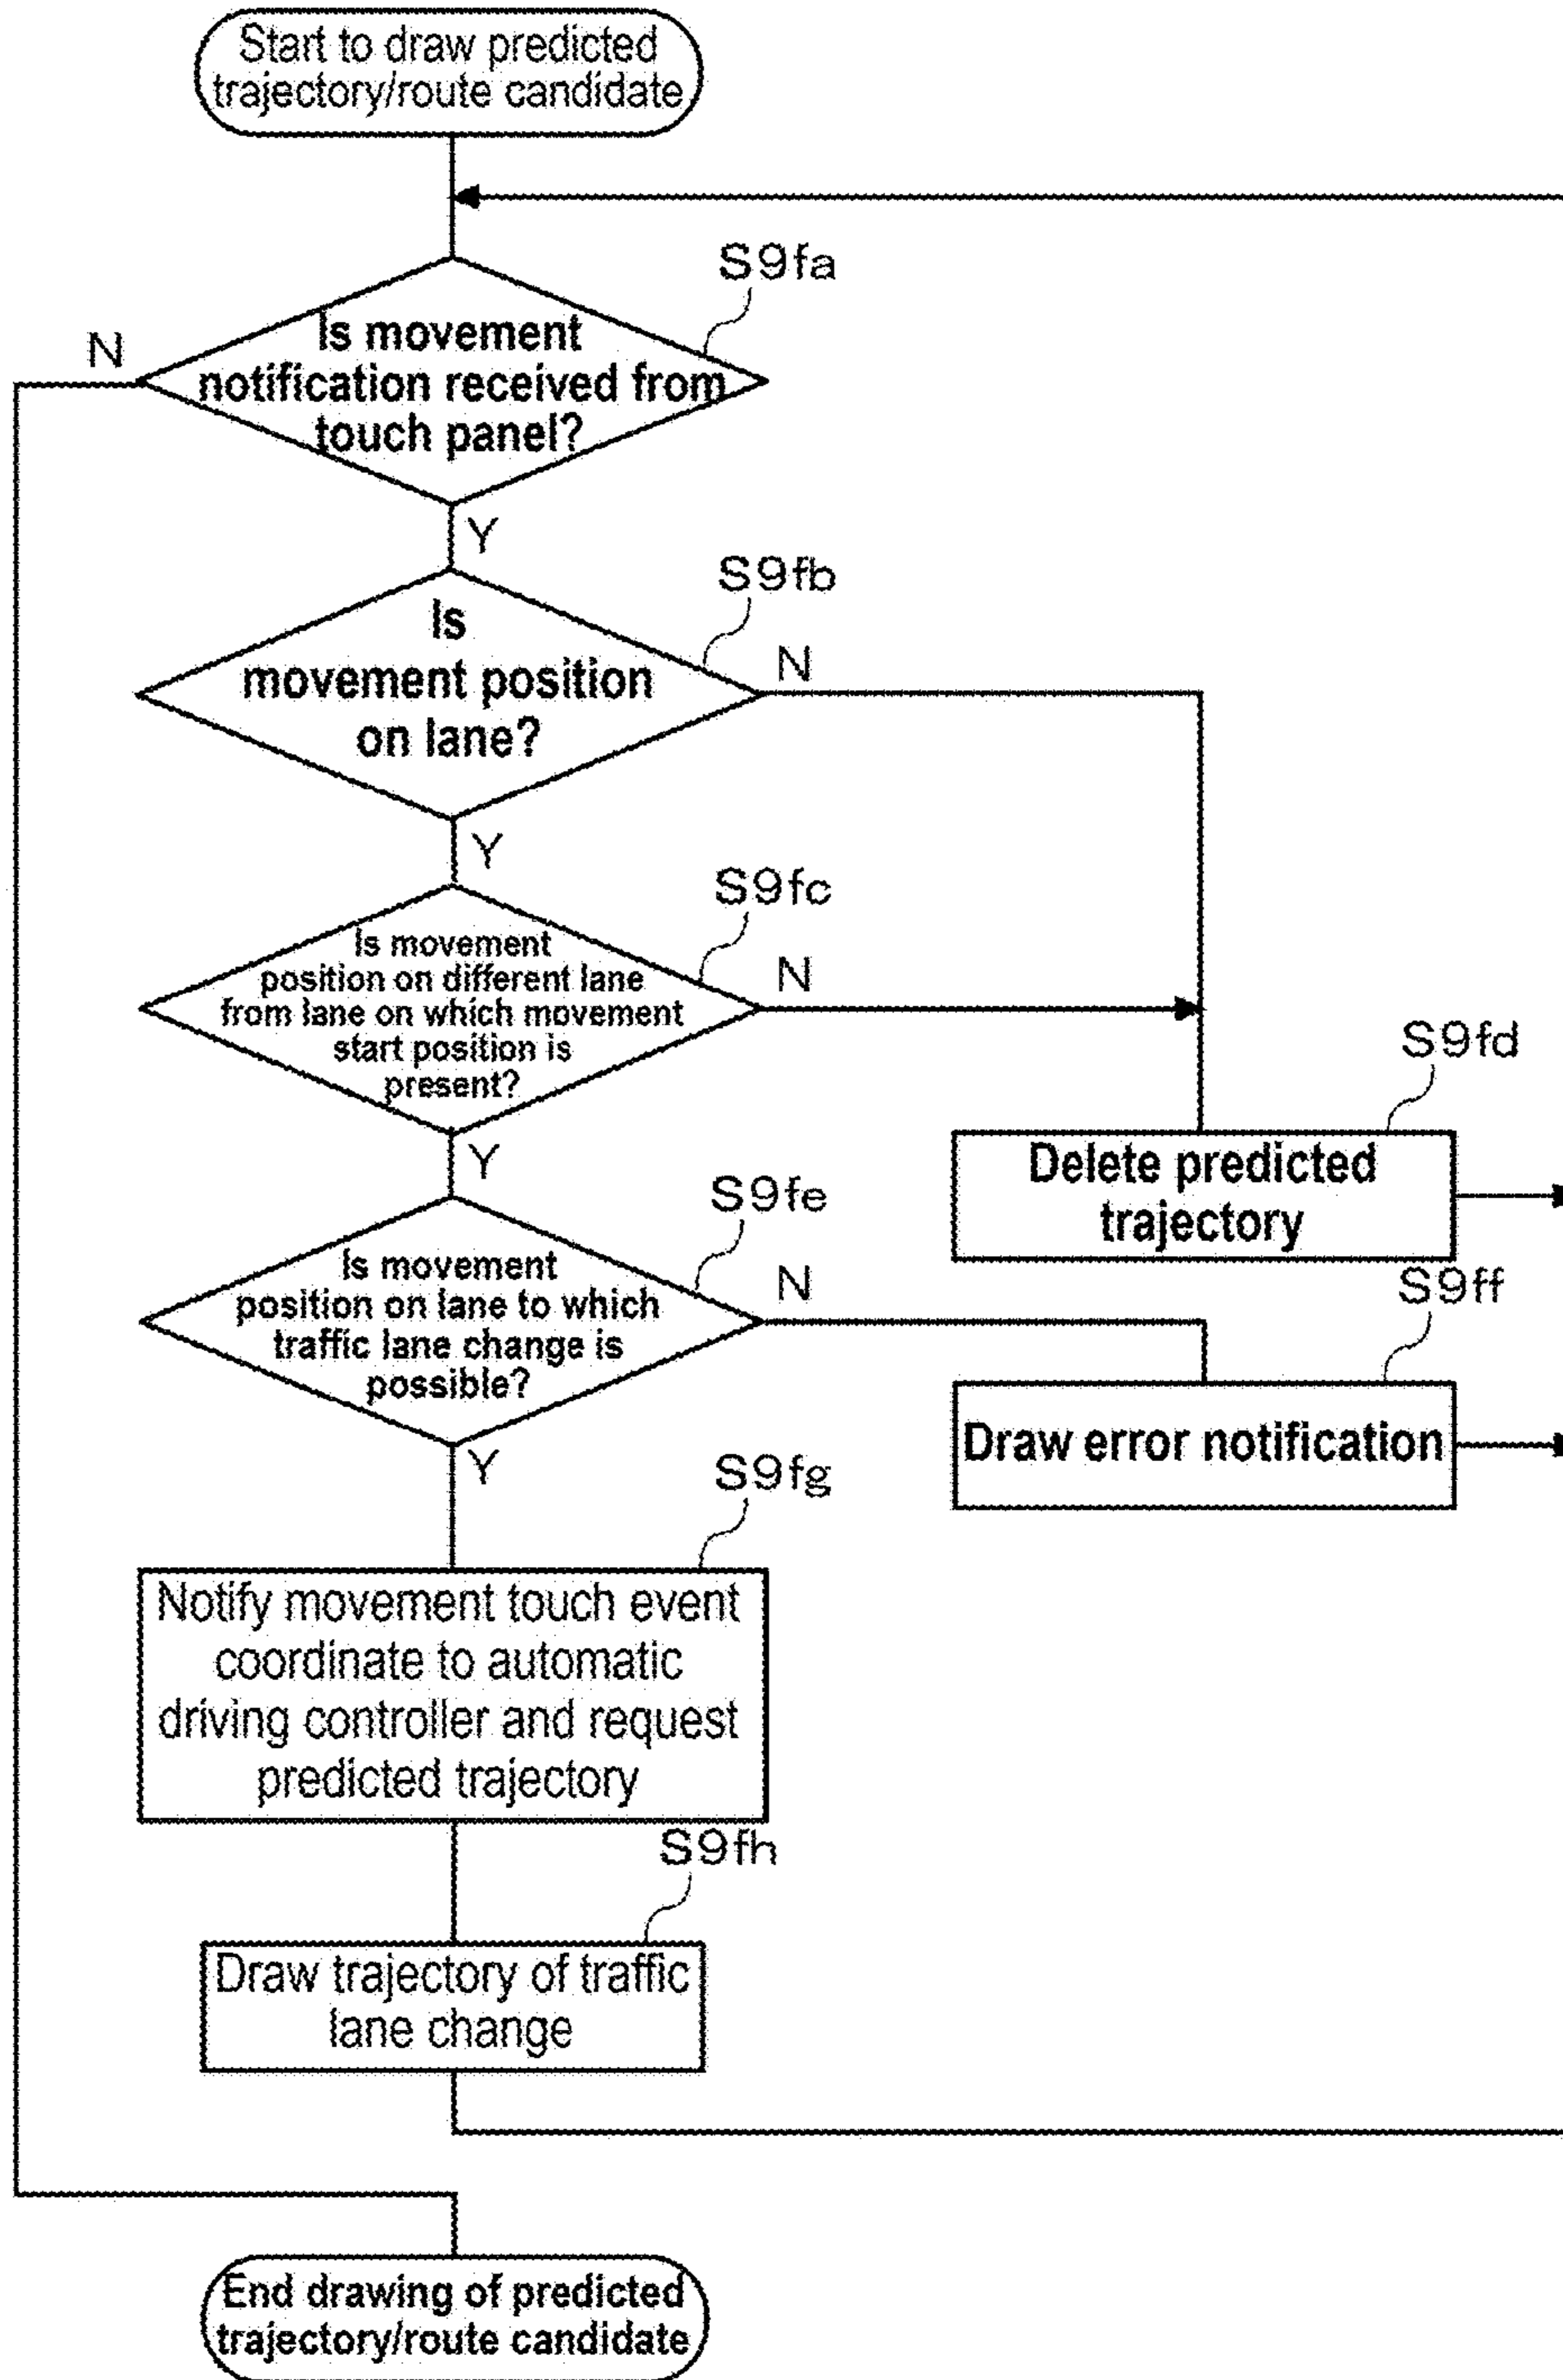 Start to draw predicted
trajectory/route candidate
S9fa
N
Is movement
notification received from
touch panel?
Y
S9fb
Is
movement position
on lane?
N
Y
S9fc
Is movement
position on different lane
from lane on which movement
start position is
present?
N
S9fd
Delete predicted
trajectory
Y
S9fe
Is movement
position on lane to which
traffic lane change is
possible?
N
S9ff
Draw error notification
Y
S9fg
Notify movement touch event
coordinate to automatic
driving controller and request
predicted trajectory
S9fh
Draw trajectory of traffic
lane change
End drawing of predicted
trajectory/route candidate